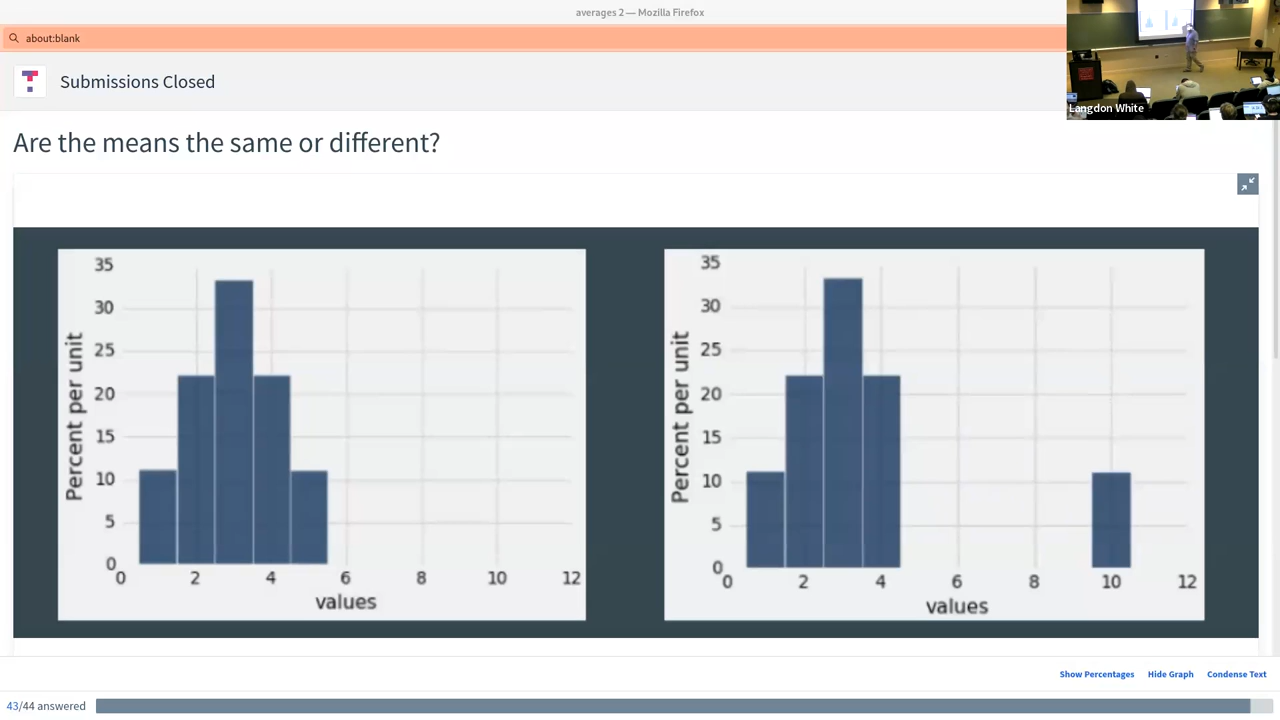 averages 2 — Mozilla Firefox
about:blank
Submissions Closed
Langdon White
Are the means the same or different?
35
30
25
20
15
10
5
0
Percent per unit
0 2 4 6 8 10 12
values
35
30
25
20
15
10
5
0
Percent per unit
0 2 4 6 8 10 12
values
Show Percentages Hide Graph Condense Text
43/44 answered